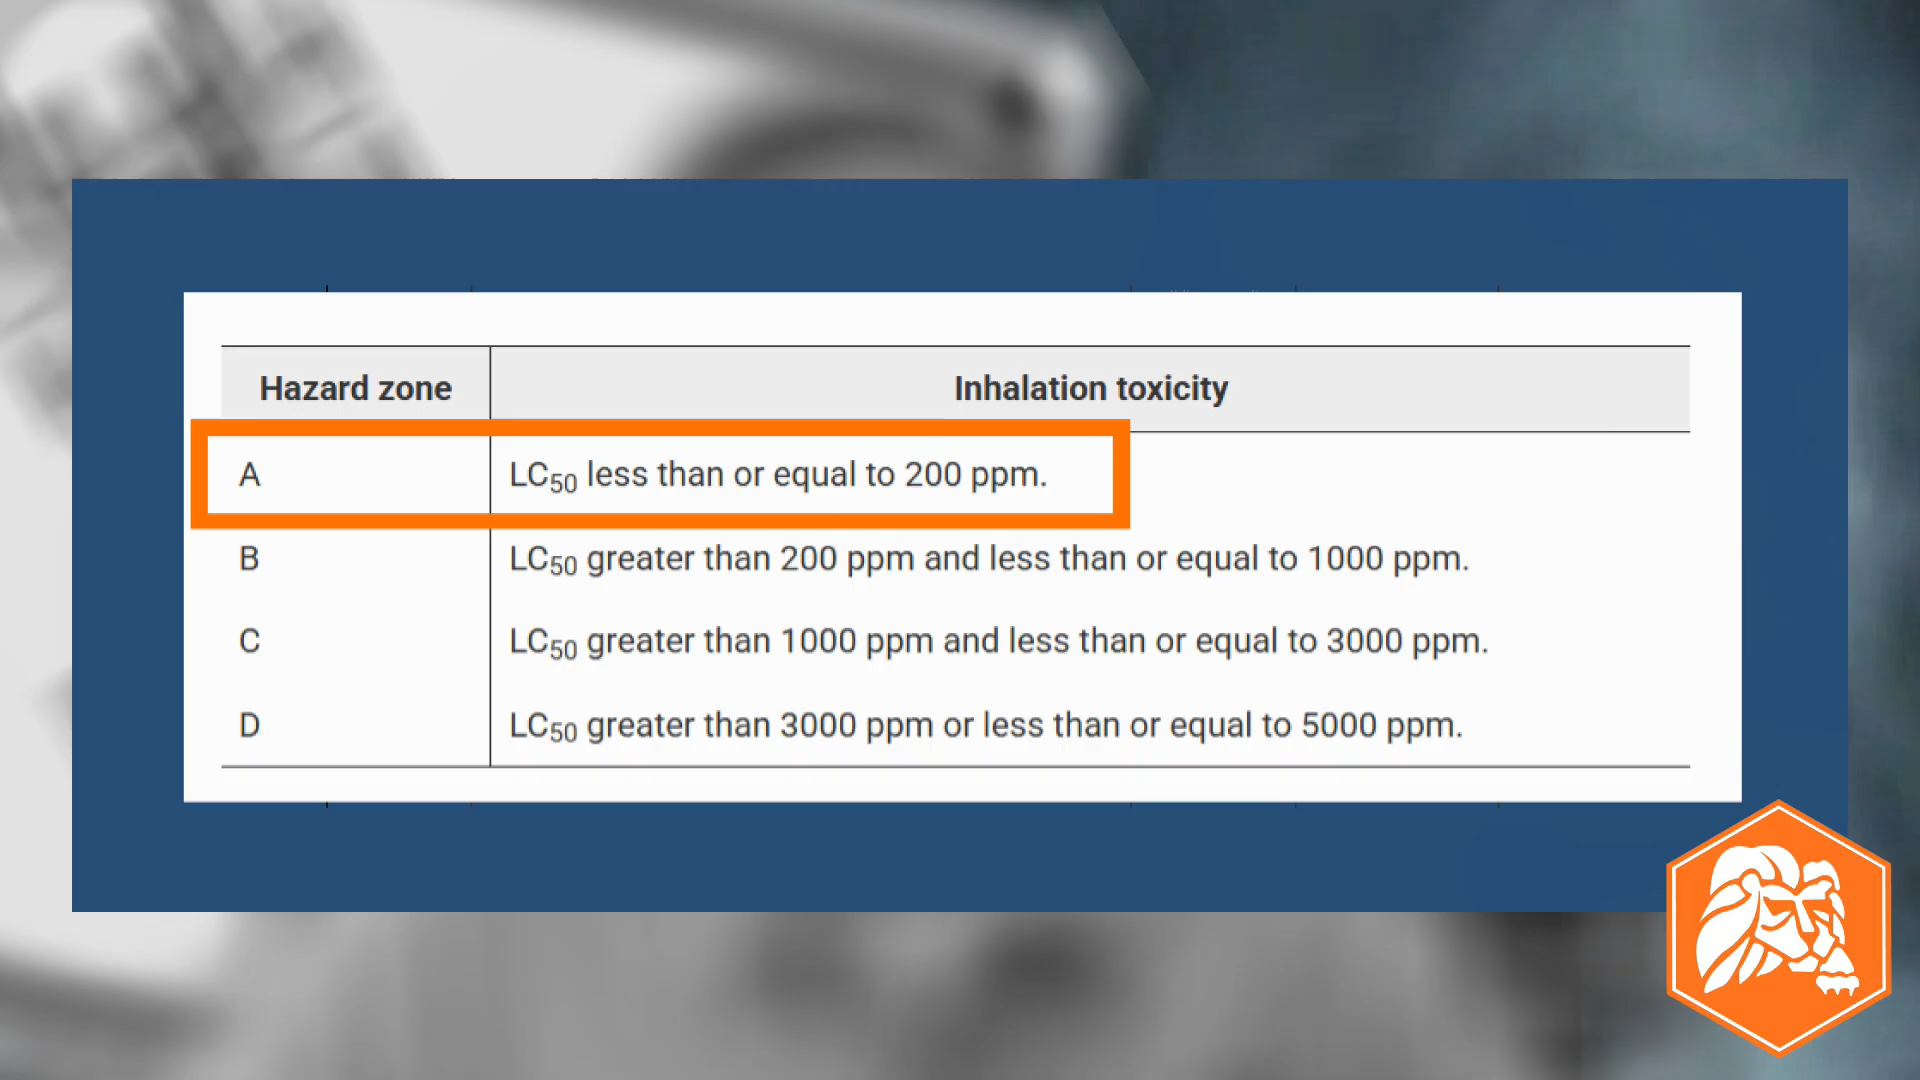 Hazard zone Inhalation toxicity
A LC50 less than or equal to 200 ppm.
B LC50 greater than 200 ppm and less than or equal to 1000 ppm.
C LC50 greater than 1000 ppm and less than or equal to 3000 ppm.
D LC50 greater than 3000 ppm or less than or equal to 5000 ppm.